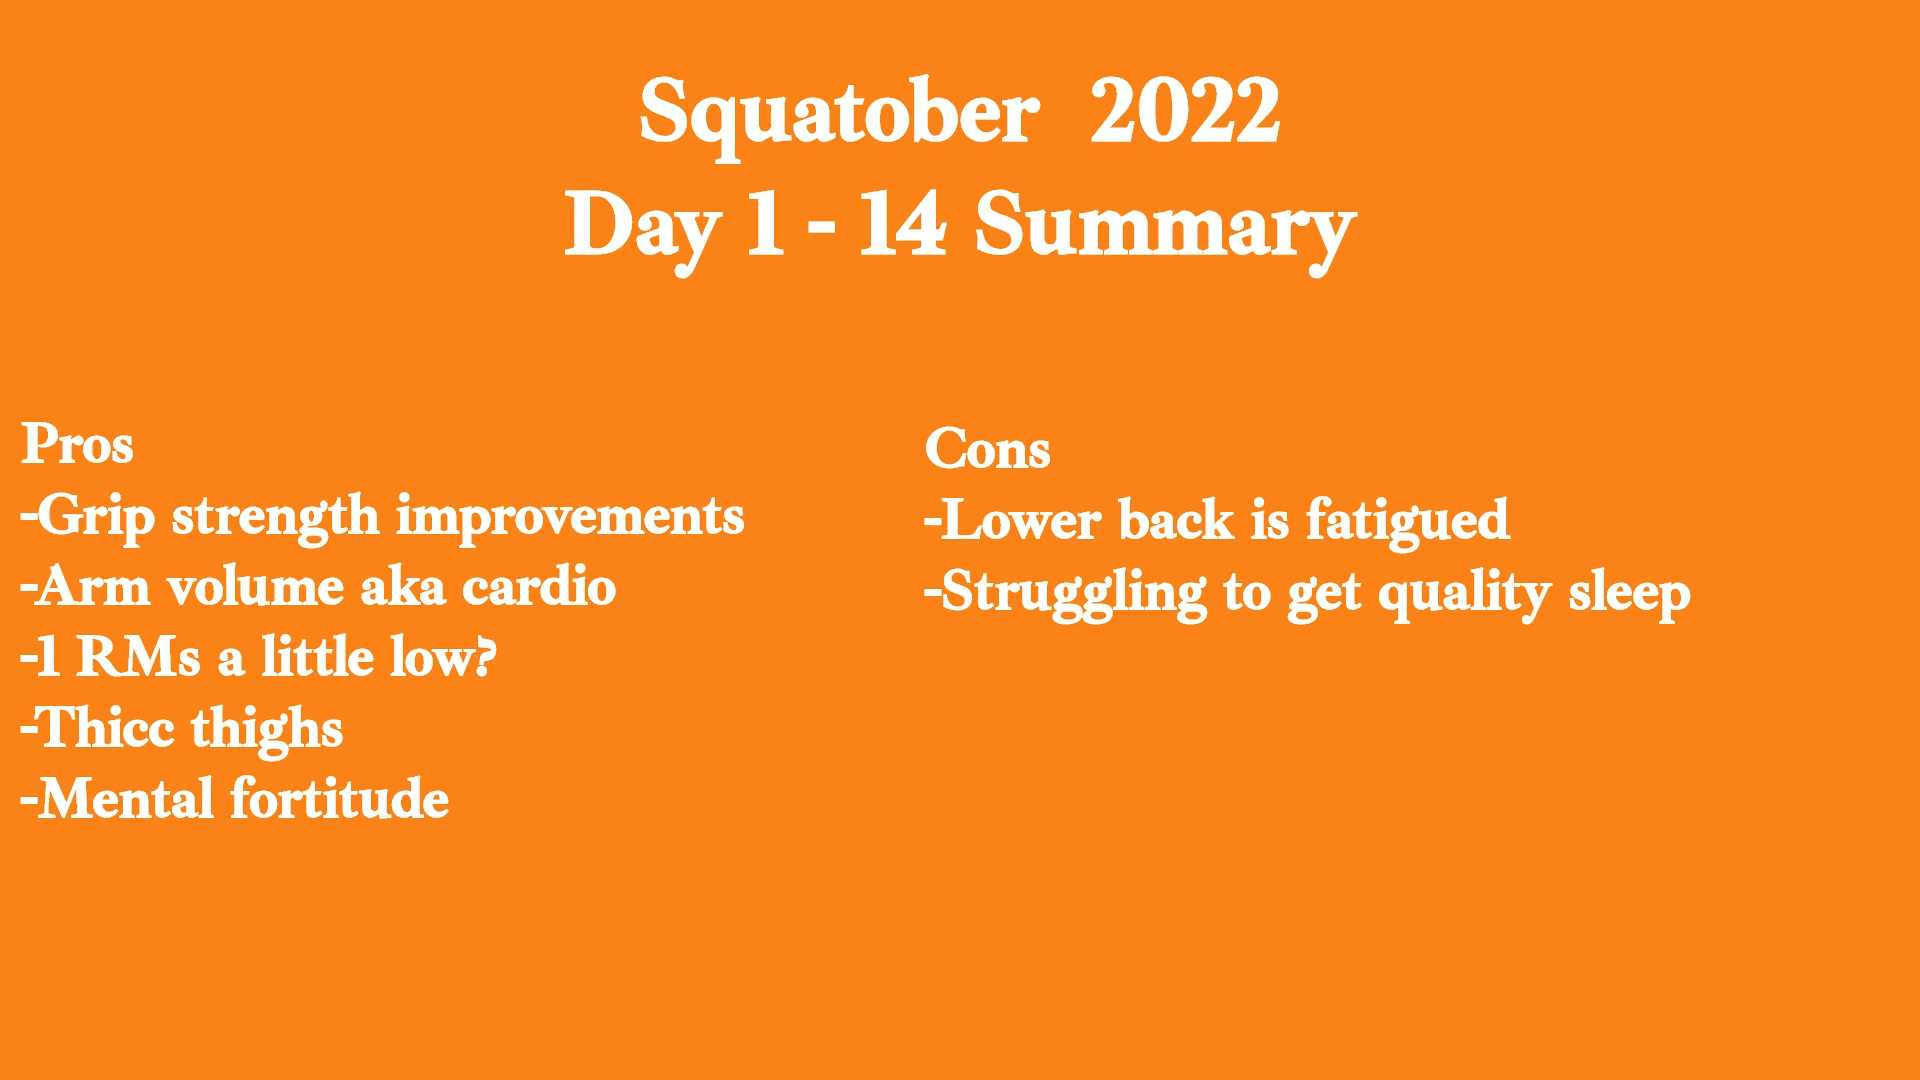 Squatober 2022
Day 1 - 14 Summary
Pros
-Grip strength improvements
-Arm volume aka cardio
-1 RMs a little low?
-Thicc thighs
-Mental fortitude
Cons
-Lower back is fatigued
-Struggling to get quality sleep